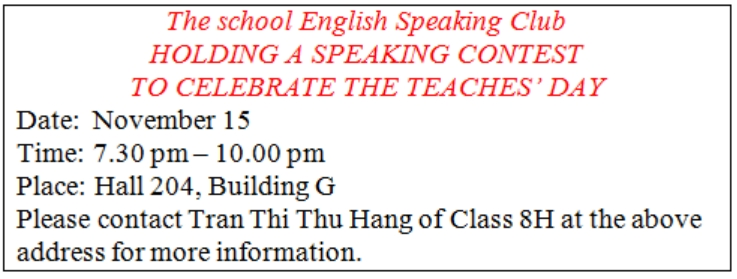 The school English Speaking Club
HOLDING A SPEAKING CONTEST
TO CELEBRATE THE TEACHES’ DAY
Date:  November 15
Time: 7.30 pm – 10.00 pm
Place: Hall 204, Building G
Please contact Tran Thi Thu Hang of Class 8H at the above
address for more information.